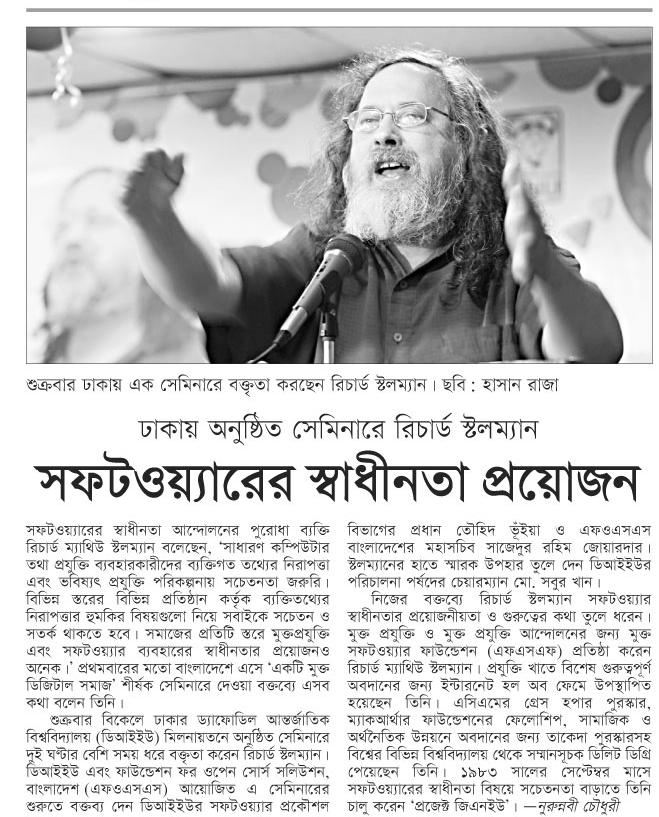 শুক্রবার ঢাকায় এক সেমিনারে বক্তৃতা করছেন রিচার্ড স্টলম্যান। ছবি : হাসান রাজা
ঢাকায় অনুষ্ঠিত সেমিনারে রিচার্ড স্টলম্যান
সফটওয়্যারের স্বাধীনতা প্রয়োজন
সফটওয়্যারের স্বাধীনতা আন্দোলনের পুরোধা ব্যক্তি
রিচার্ড ম্যাথিউ স্টলম্যান বলেছেন, ‘সাধারণ কম্পিউটার
তথা প্রযুক্তি ব্যবহারকারীদের ব্যক্তিগত তথ্যের নিরাপত্তা
এবং ভবিষ্যৎ প্রযুক্তি পরিকল্পনায় সচেতনতা জরুরি।
বিভিন্ন স্তরের বিভিন্ন প্রতিষ্ঠান কর্তৃক ব্যক্তিতথ্যের
নিরাপত্তার হুমকির বিষয়গুলো নিয়ে সবাইকে সচেতন ও
সতর্ক থাকতে হবে। সমাজের প্রতিটি স্তরে মুক্তপ্রযুক্তি
এবং সফটওয়্যার ব্যবহারের স্বাধীনতার প্রয়োজনও
অনেক।’ প্রথমবারের মতো বাংলাদেশে এসে ‘একটি মুক্ত
ডিজিটাল সমাজ’ শীর্ষক সেমিনারে দেওয়া বক্তব্যে এসব
কথা বলেন তিনি।
শুক্রবার বিকেলে ঢাকার ড্যাফোডিল আন্তর্জাতিক
বিশ্ববিদ্যালয় (ডিআইইউ) মিলনায়তনে অনুষ্ঠিত সেমিনারে
দুই ঘণ্টার বেশি সময় ধরে বক্তৃতা করেন রিচার্ড স্টলম্যান।
ডিআইইউ এবং ফাউন্ডেশন ফর ওপেন সোর্স সলিউশন,
বাংলাদেশ (এফওএসএস) আয়োজিত এ সেমিনারের
শুরুতে বক্তব্য দেন ডিআইইউর সফটওয়্যার প্রকৌশল
বিভাগের প্রধান তৌহিদ ভূঁইয়া ও এফওএসএস
বাংলাদেশের মহাসচিব সাজেদুর রহিম জোয়ারদার।
স্টলম্যানের হাতে স্মারক উপহার তুলে দেন ডিআইইউর
পরিচালনা পর্ষদের চেয়ারম্যান মো. সবুর খান।
নিজের বক্তব্যে রিচার্ড স্টলম্যান সফটওয়্যার
স্বাধীনতার প্রয়োজনীয়তা ও গুরুত্বের কথা তুলে ধরেন।
মুক্ত প্রযুক্তি ও মুক্ত প্রযুক্তি আন্দোলনের জন্য মুক্ত
সফটওয়্যার ফাউন্ডেশন (এফএসএফ) প্রতিষ্ঠা করেন
রিচার্ড ম্যাথিউ স্টলম্যান। প্রযুক্তি খাতে বিশেষ গুরুত্বপূর্ণ
অবদানের জন্য ইন্টারনেট হল অব ফেমে উপস্থাপিত
হয়েছেন তিনি। এসিএমের গ্রেস হপার পুরস্কার,
ম্যাকআর্থার ফাউন্ডেশনের ফেলোশিপ, সামাজিক ও
অর্থনৈতিক উন্নয়নে অবদানের জন্য তাকেদা পুরস্কারসহ
বিশ্বের বিভিন্ন বিশ্ববিদ্যালয় থেকে সম্মানসূচক ডিলিট ডিগ্রি
পেয়েছেন তিনি। ১৯৮৩ সালের সেপ্টেম্বর মাসে
সফটওয়্যারের স্বাধীনতা বিষয়ে সচেতনতা বাড়াতে তিনি
চালু করেন ‘প্রজেক্ট জিএনইউ’। —নুরুন্নবী চৌধুরী